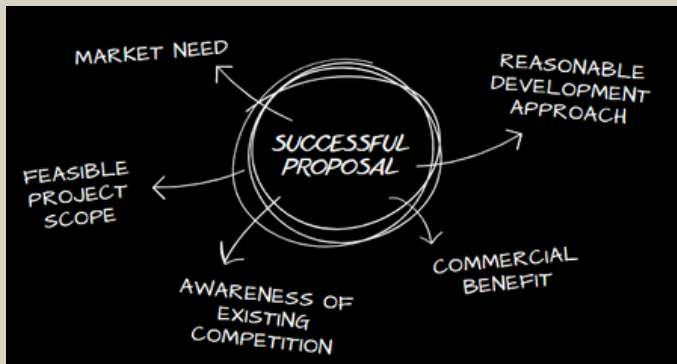 MARKET NEED
REASONABLE
DEVELOPMENT
APPROACH
SUCCESSFUL
PROPOSAL
FEASIBLE
PROJECT
SCOPE
COMMERCIAL
BENEFIT
AWARENESS OF
EXISTING
COMPETITION